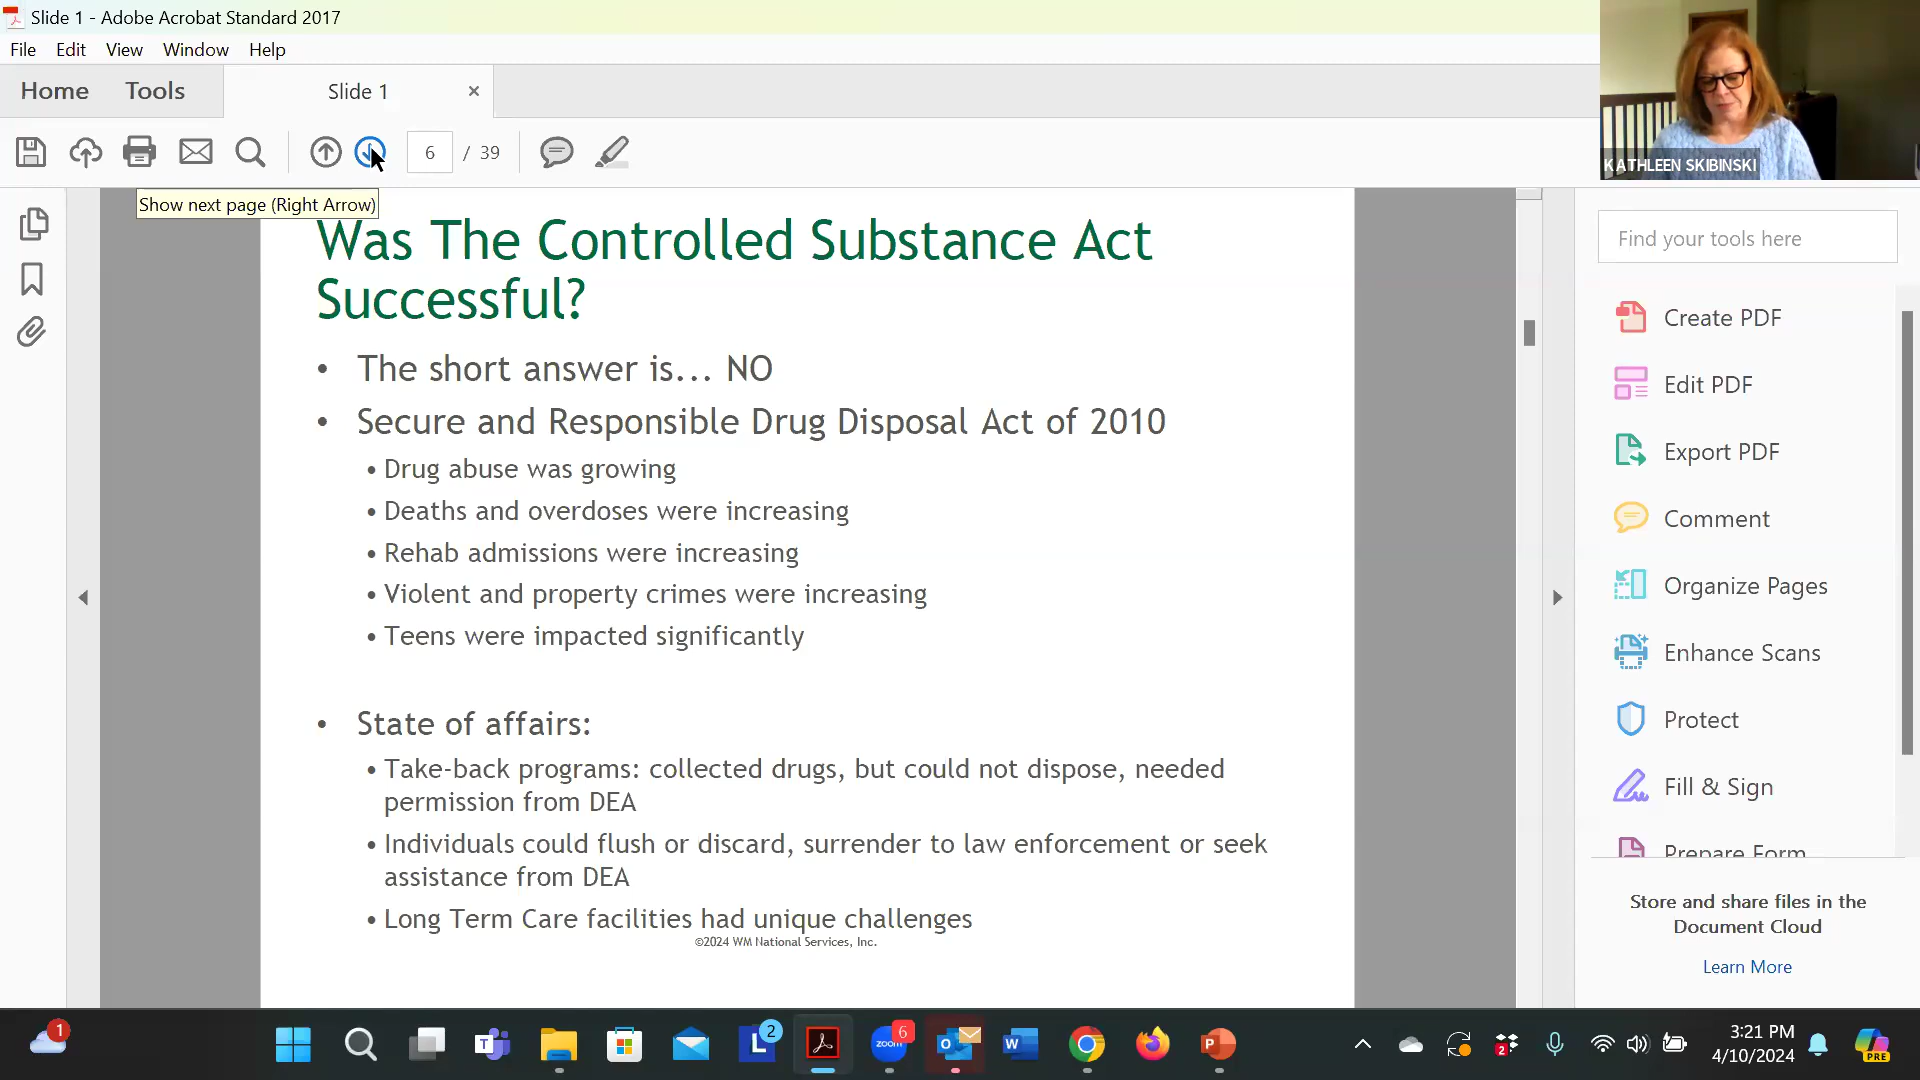 Slide 1 - Adobe Acrobat Standard 2017
File Edit View Window Help
Home Tools Slide 1
6 / 39
KATHLEEN SKIBINSKI
Show next page (Right Arrow)
Was The Controlled Substance Act
Successful?
• The short answer is... NO
• Secure and Responsible Drug Disposal Act of 2010
• Drug abuse was growing
• Deaths and overdoses were increasing
• Rehab admissions were increasing
• Violent and property crimes were increasing
• Teens were impacted significantly
• State of affairs:
• Take-back programs: collected drugs, but could not dispose, needed
permission from DEA
• Individuals could flush or discard, surrender to law enforcement or seek
assistance from DEA
• Long Term Care facilities had unique challenges
©2024 WM National Services, Inc.
Find your tools here
Create PDF
Edit PDF
Export PDF
Comment
Organize Pages
Enhance Scans
Protect
Fill & Sign
Prepare Form
Store and share files in the
Document Cloud
Learn More
1
T
L 2
zoom 6
O
W
P
2
3:21 PM
4/10/2024
PRE